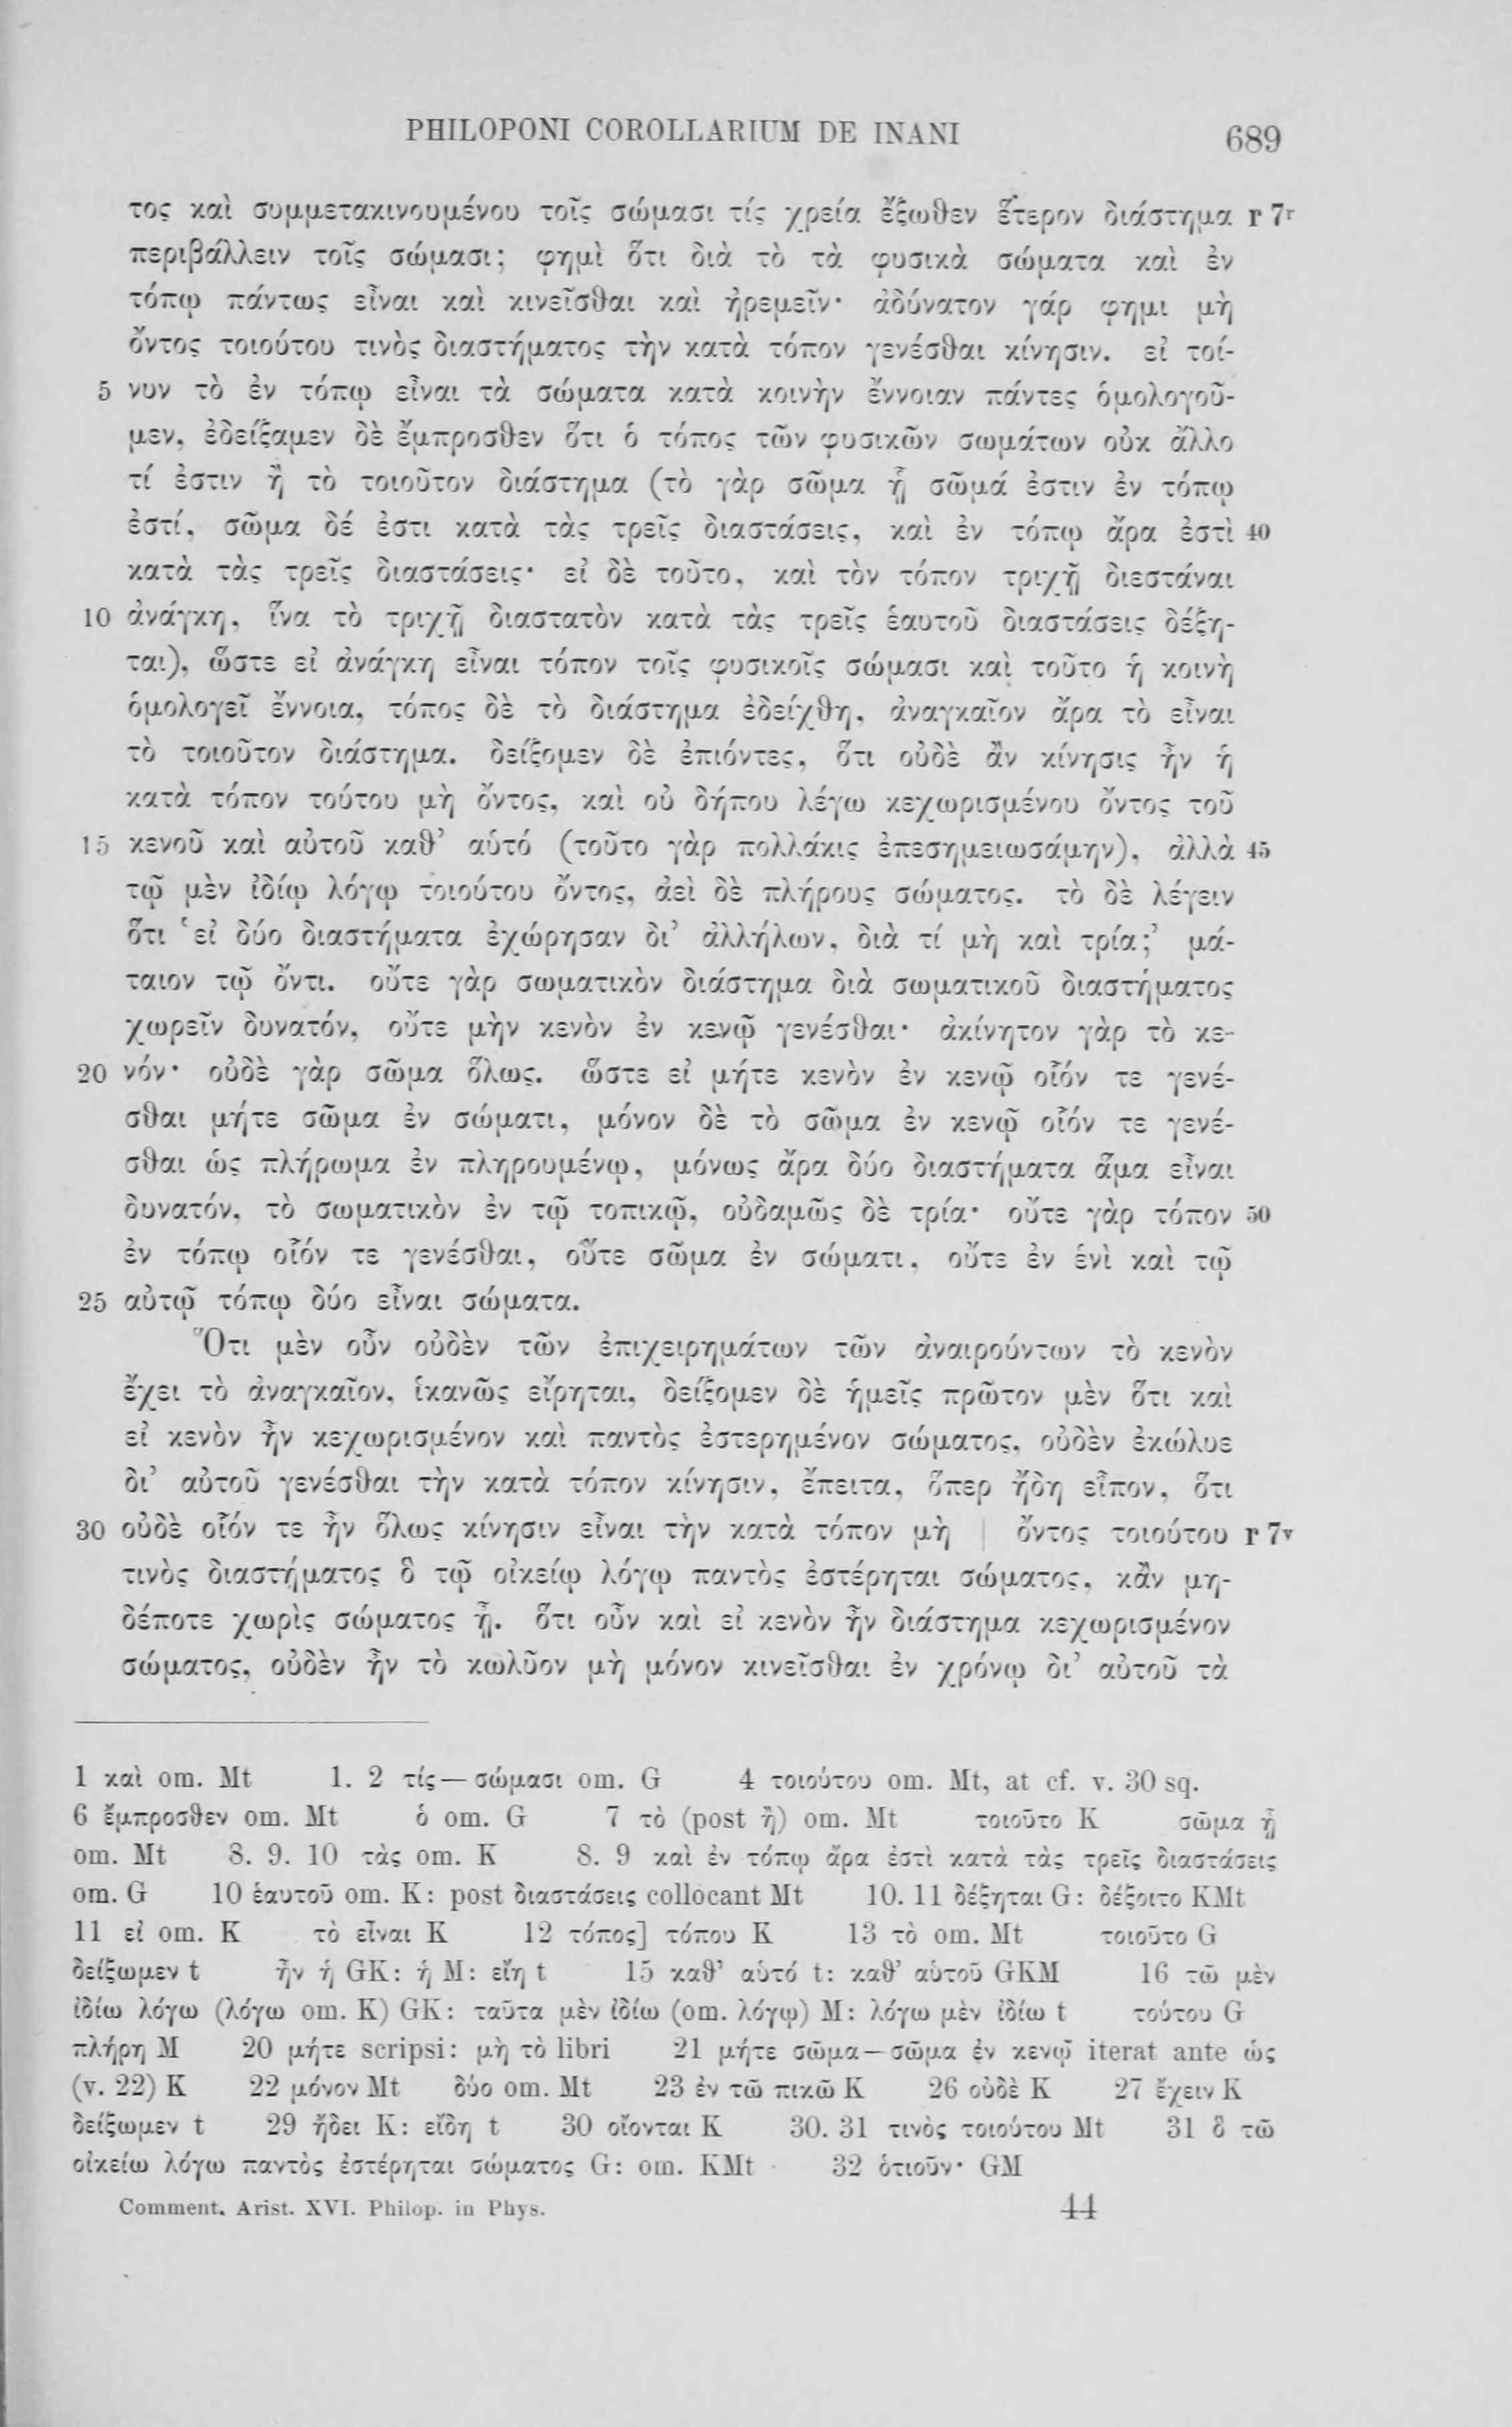 PHILOPONI COROLLARIUM DE INANI 689
τος καὶ συμμετακινουμένου τοῖς σώμασι τίς χρεία ἔξωθεν ἕτερον διάστημα r 7r
περιβάλλειν τοῖς σώμασι; φημὶ ὅτι διὰ τὸ τὰ φυσικὰ σώματα καὶ ἐν
τόπῳ πάντως εἶναι καὶ κινεῖσθαι καὶ ἠρεμεῖν· ἀδύνατον γάρ φημι μὴ
ὄντος τοιούτου τινὸς διαστήματος τὴν κατὰ τόπον γενέσθαι κίνησιν. εἰ τοί-
5 νυν τὸ ἐν τόπῳ εἶναι τὰ σώματα κατὰ κοινὴν ἔννοιαν πάντες ὁμολογοῦ-
μεν, ἐδείξαμεν δὲ ἔμπροσθεν ὅτι ὁ τόπος τῶν φυσικῶν σωμάτων οὐκ ἄλλο
τί ἐστιν ἢ τὸ τοιοῦτον διάστημα (τὸ γὰρ σῶμα ᾗ σῶμά ἐστιν ἐν τόπῳ
ἐστί, σῶμα δέ ἐστι κατὰ τὰς τρεῖς διαστάσεις, καὶ ἐν τόπῳ ἄρα ἐστὶ 40
κατὰ τὰς τρεῖς διαστάσεις· εἰ δὲ τοῦτο, καὶ τὸν τόπον τριχῇ διεστάναι
10 ἀνάγκη, ἵνα τὸ τριχῇ διαστατὸν κατὰ τὰς τρεῖς ἑαυτοῦ διαστάσεις δέξη-
ται), ὥστε εἰ ἀνάγκη εἶναι τόπον τοῖς φυσικοῖς σώμασι καὶ τοῦτο ἡ κοινὴ
ὁμολογεῖ ἔννοια, τόπος δὲ τὸ διάστημα ἐδείχθη, ἀναγκαῖον ἄρα τὸ εἶναι
τὸ τοιοῦτον διάστημα. δείξομεν δὲ ἐπιόντες, ὅτι οὐδὲ ἂν κίνησις ἦν ἡ
κατὰ τόπον τούτου μὴ ὄντος, καὶ οὐ δήπου λέγω κεχωρισμένου ὄντος τοῦ
15 κενοῦ καὶ αὐτοῦ καθ’ αὑτό (τοῦτο γὰρ πολλάκις ἐπεσημειωσάμην), ἀλλὰ 45
τῷ μὲν ἰδίῳ λόγῳ τοιούτου ὄντος, ἀεὶ δὲ πλήρους σώματος. τὸ δὲ λέγειν
ὅτι ‘εἰ δύο διαστήματα ἐχώρησαν δι’ ἀλλήλων, διὰ τί μὴ καὶ τρία;’ μά-
ταιον τῷ ὄντι. οὔτε γὰρ σωματικὸν διάστημα διὰ σωματικοῦ διαστήματος
χωρεῖν δυνατόν, οὔτε μὴν κενὸν ἐν κενῷ γενέσθαι· ἀκίνητον γὰρ τὸ κε-
20 νόν· οὐδὲ γὰρ σῶμα ὅλως. ὥστε εἰ μήτε κενὸν ἐν κενῷ οἷόν τε γενέ-
σθαι μήτε σῶμα ἐν σώματι, μόνον δὲ τὸ σῶμα ἐν κενῷ οἷόν τε γενέ-
σθαι ὡς πλήρωμα ἐν πληρουμένῳ, μόνως ἄρα δύο διαστήματα ἅμα εἶναι
δυνατόν, τὸ σωματικὸν ἐν τῷ τοπικῷ, οὐδαμῶς δὲ τρία· οὔτε γὰρ τόπον 50
ἐν τόπῳ οἷόν τε γενέσθαι, οὔτε σῶμα ἐν σώματι, οὔτε ἐν ἑνὶ καὶ τῷ
25 αὐτῷ τόπῳ δύο εἶναι σώματα.
Ὅτι μὲν οὖν οὐδὲν τῶν ἐπιχειρημάτων τῶν ἀναιρούντων τὸ κενὸν
ἔχει τὸ ἀναγκαῖον, ἱκανῶς εἴρηται, δείξομεν δὲ ἡμεῖς πρῶτον μὲν ὅτι καὶ
εἰ κενὸν ἦν κεχωρισμένον καὶ παντὸς ἐστερημένον σώματος, οὐδὲν ἐκώλυε
δι’ αὐτοῦ γενέσθαι τὴν κατὰ τόπον κίνησιν, ἔπειτα, ὅπερ ἤδη εἶπον, ὅτι
30 οὐδὲ οἷόν τε ἦν ὅλως κίνησιν εἶναι τὴν κατὰ τόπον μὴ | ὄντος τοιούτου r 7v
τινὸς διαστήματος ὃ τῷ οἰκείῳ λόγῳ παντὸς ἐστέρηται σώματος, κἂν μη-
δέποτε χωρὶς σώματος ᾖ. ὅτι οὖν καὶ εἰ κενὸν ἦν διάστημα κεχωρισμένον
σώματος, οὐδὲν ἦν τὸ κωλῦον μὴ μόνον κινεῖσθαι ἐν χρόνῳ δι’ αὐτοῦ τὰ
1 καὶ om. Mt 1. 2 τίς—σώμασι om. G 4 τοιούτου om. Mt, at cf. v. 30 sq.
6 ἔμπροσθεν om. Mt ὁ om. G 7 τὸ (post ἢ) om. Mt τοιοῦτο K σῶμα ᾗ
om. Mt 8. 9. 10 τὰς om. K 8. 9 καὶ ἐν τόπῳ ἄρα ἐστὶ κατὰ τὰς τρεῖς διαστάσεις
om. G 10 ἑαυτοῦ om. K: post διαστάσεις collocant Mt 10. 11 δέξηται G: δέξοιτο KMt
11 εἰ om. K τὸ εἶναι K 12 τόπος] τόπου K 13 τὸ om. Mt τοιοῦτο G
δείξωμεν t ἦν ἡ GK: ἡ M: εἴη t 15 καθ’ αὑτό t: καθ’ αὑτοῦ GKM 16 τῶ μὲν
ἰδίω λόγω (λόγω om. K) GK: ταῦτα μὲν ἰδίω (om. λόγῳ) M: λόγω μὲν ἰδίω t τούτου G
πλήρη M 20 μήτε scripsi: μὴ τὸ libri 21 μήτε σῶμα—σῶμα ἐν κενῷ iterat ante ὡς
(v. 22) K 22 μόνον Mt δύο om. Mt 23 ἐν τῶ πικῶ K 26 οὐδὲ K 27 ἔχειν K
δείξωμεν t 29 ἤδει K: εἴδη t 30 οἴονται K 30. 31 τινὸς τοιούτου Mt 31 ὃ τῶ
οἰκείω λόγω παντὸς ἐστέρηται σώματος G: om. KMt 32 ὁτιοῦν· GM
Comment. Arist. XVI. Philop. in Phys. 44